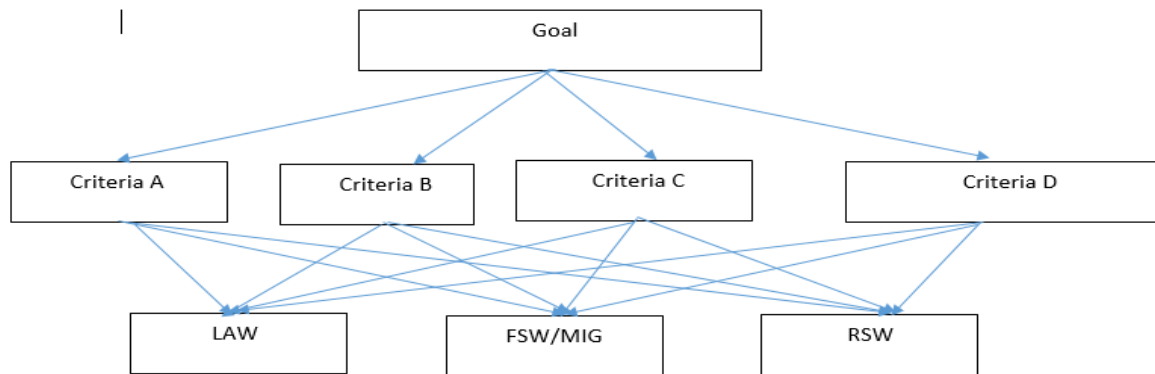 Goal
Criteria A
Criteria B
Criteria C
Criteria D
LAW
FSW/MIG
RSW